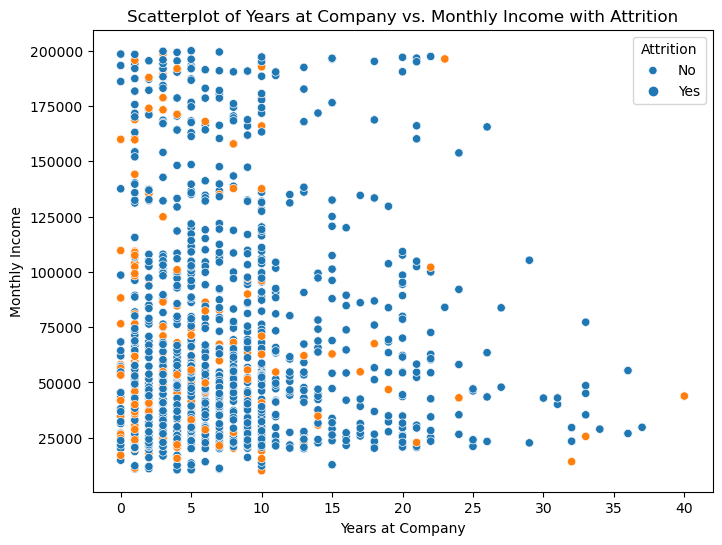 Scatterplot of Years at Company vs. Monthly Income with Attrition
Attrition
No
Yes
Monthly Income
200000
175000
150000
125000
100000
75000
50000
25000
0 5 10 15 20 25 30 35 40
Years at Company